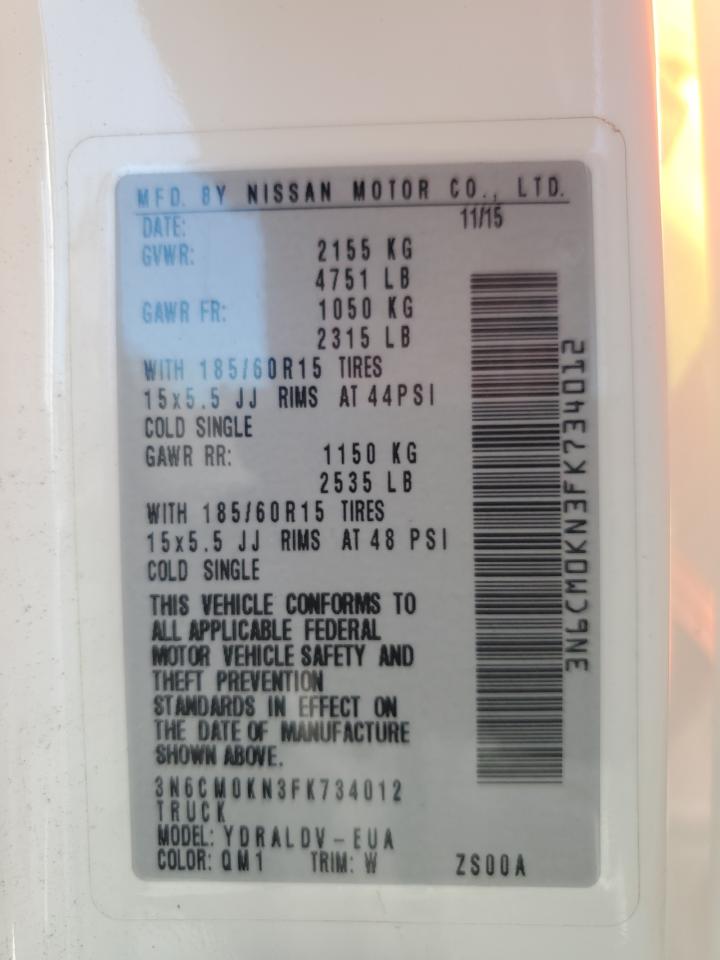 MFD. BY NISSAN MOTOR CO., LTD.
DATE: 11/15
GVWR: 2155 KG
4751 LB
GAWR FR: 1050 KG
2315 LB
WITH 185/60R15 TIRES
15x5.5 JJ RIMS AT 44PSI
COLD SINGLE
GAWR RR: 1150 KG
2535 LB
WITH 185/60R15 TIRES
15x5.5 JJ RIMS AT 48 PSI
COLD SINGLE
THIS VEHICLE CONFORMS TO
ALL APPLICABLE FEDERAL
MOTOR VEHICLE SAFETY AND
THEFT PREVENTION
STANDARDS IN EFFECT ON
THE DATE OF MANUFACTURE
SHOWN ABOVE.
3N6CM0KN3FK734012
TRUCK
MODEL: YDRALDV-EUA
COLOR: QM1 TRIM: W ZS00A
3N6CM0KN3FK734012